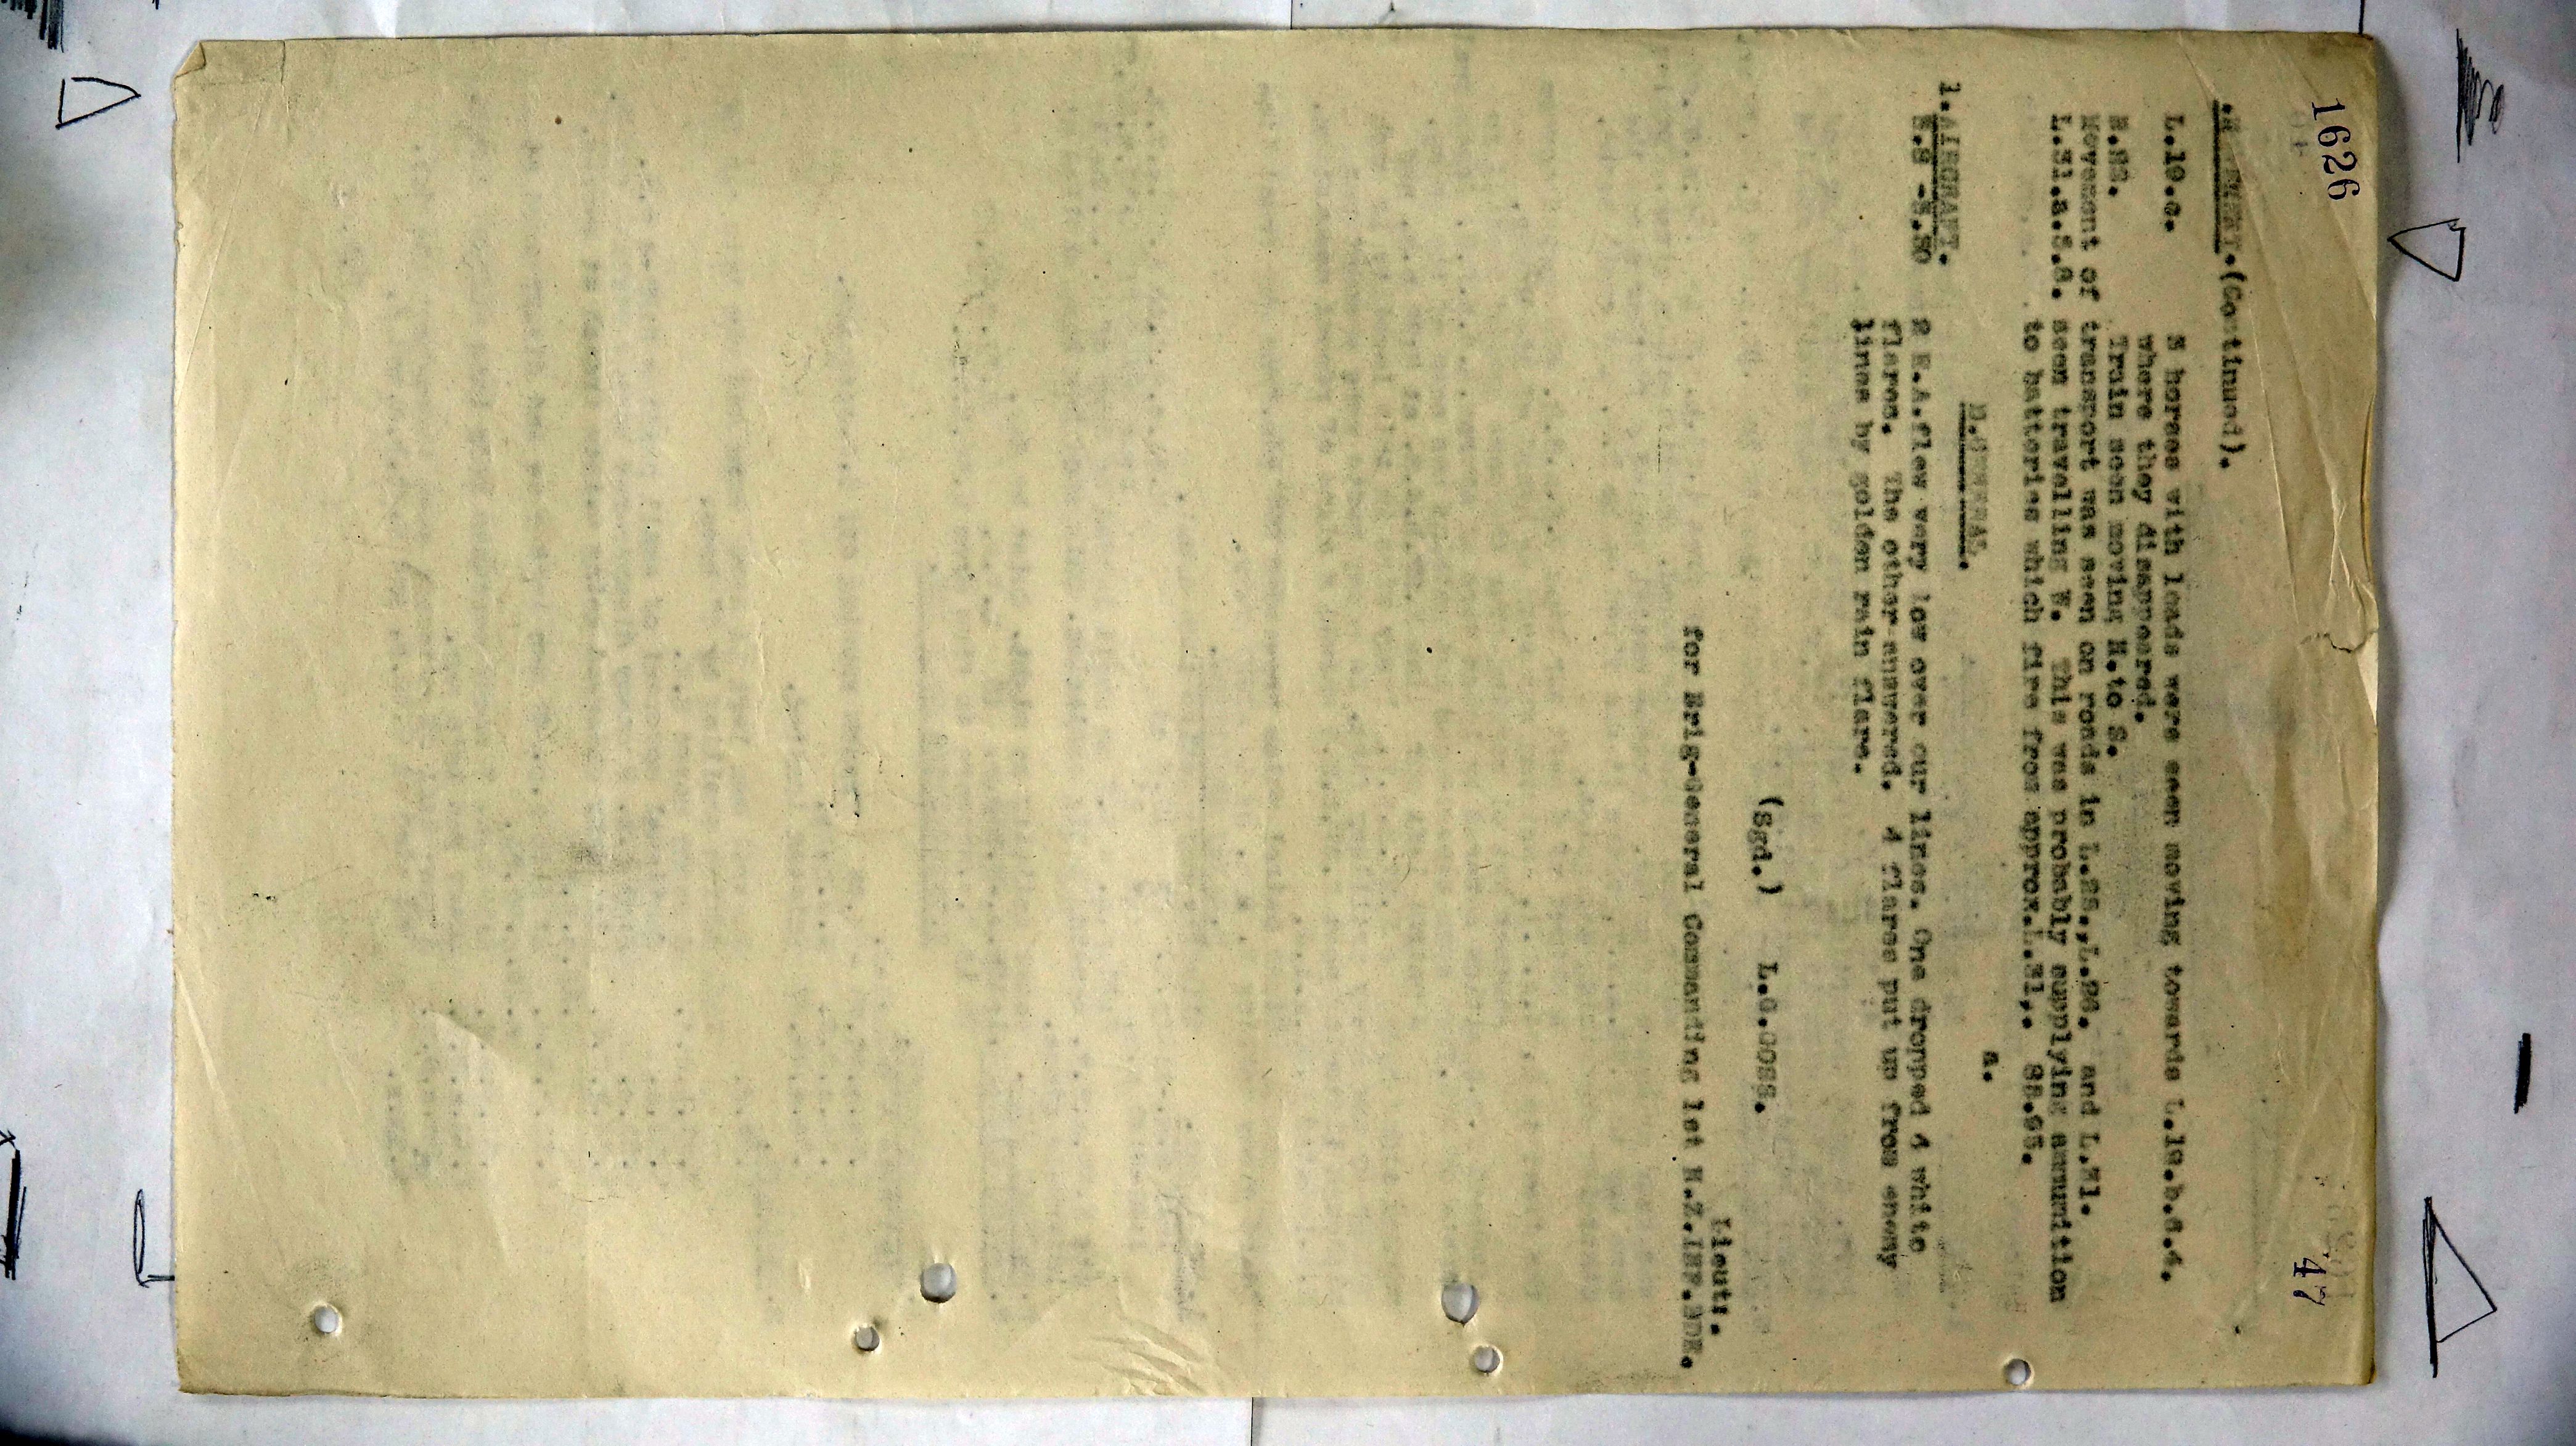 1626
47
.(Continued).
L.19.c. 3 horses with loads were seen moving towards L.19.b.6.4.
where they disappeared.
Train seen moving N.to S.
Movement of transport was seen on roads in L.25.,L.26. and L.31.
L.31.a.5.8. seen travelling W. This was probably supplying ammunition
to batteries which fire from approx.L.31,.
a.
D.GENERAL.
1.AIRCRAFT.
2 E.A.flew very low over our lines. One dropped 4 white
flares. The other answered. 4 flares put up from enemy
lines by golden rain flare.
(Sgd.) L.G.GOSS.
Lieut.
for Brig-General Commanding 1st N.Z.INF.BDE.